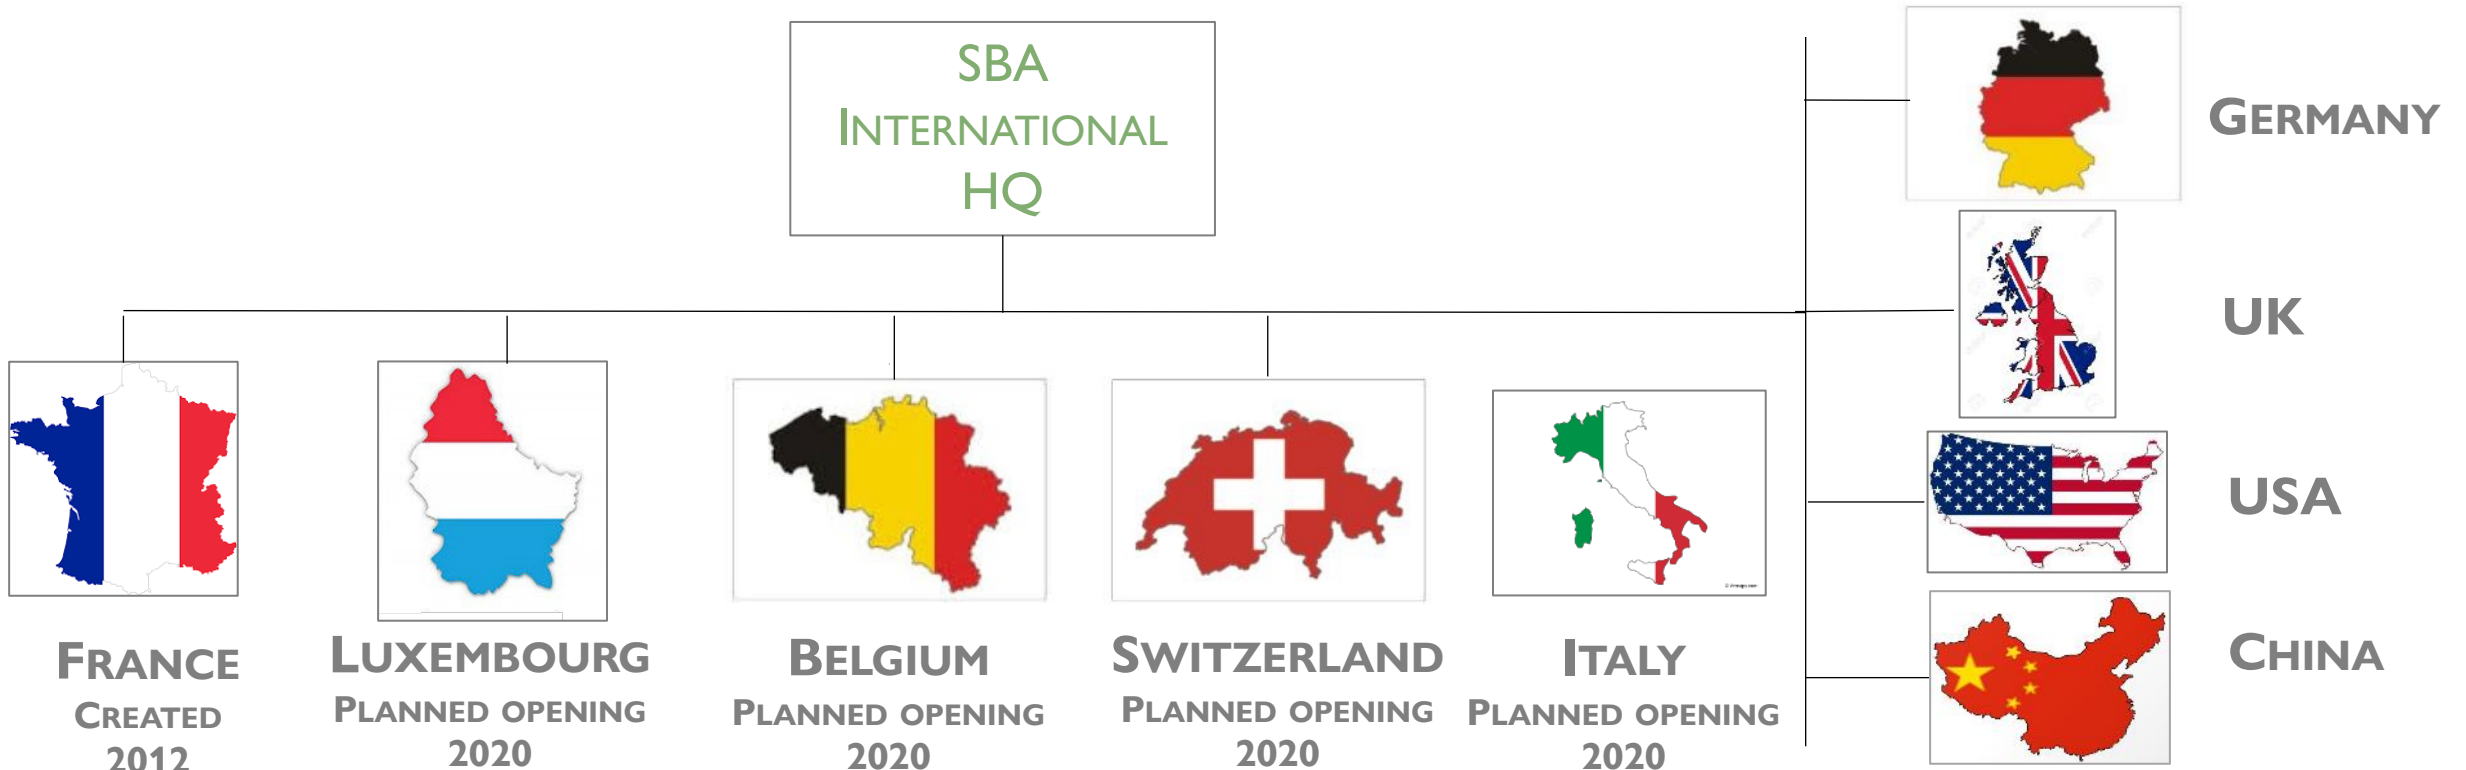 SBA
INTERNATIONAL
HQ
GERMANY
UK
USA
CHINA
FRANCE
CREATED
2012
LUXEMBOURG
PLANNED OPENING
2020
BELGIUM
PLANNED OPENING
2020
SWITZERLAND
PLANNED OPENING
2020
ITALY
PLANNED OPENING
2020